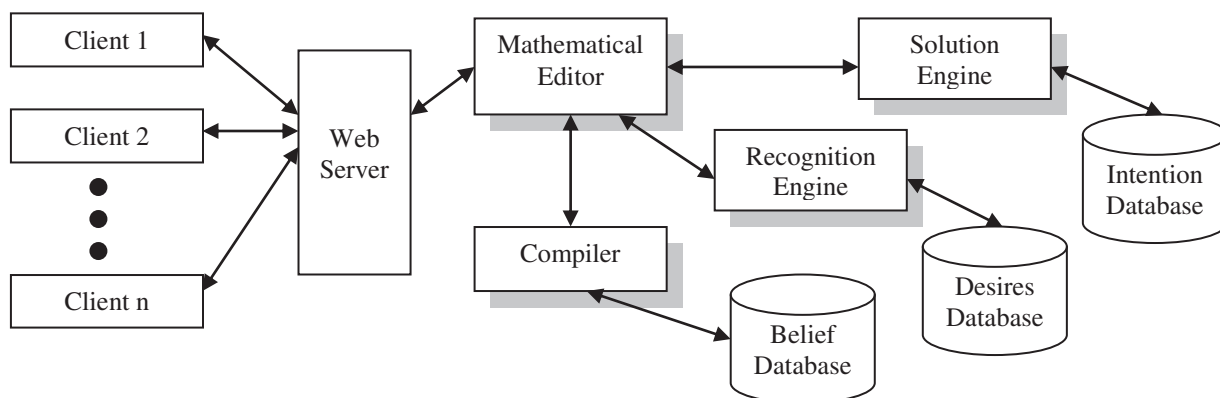 Client 1
Client 2
Client n
Web
Server
Mathematical
Editor
Solution
Engine
Recognition
Engine
Compiler
Intention
Database
Desires
Database
Belief
Database